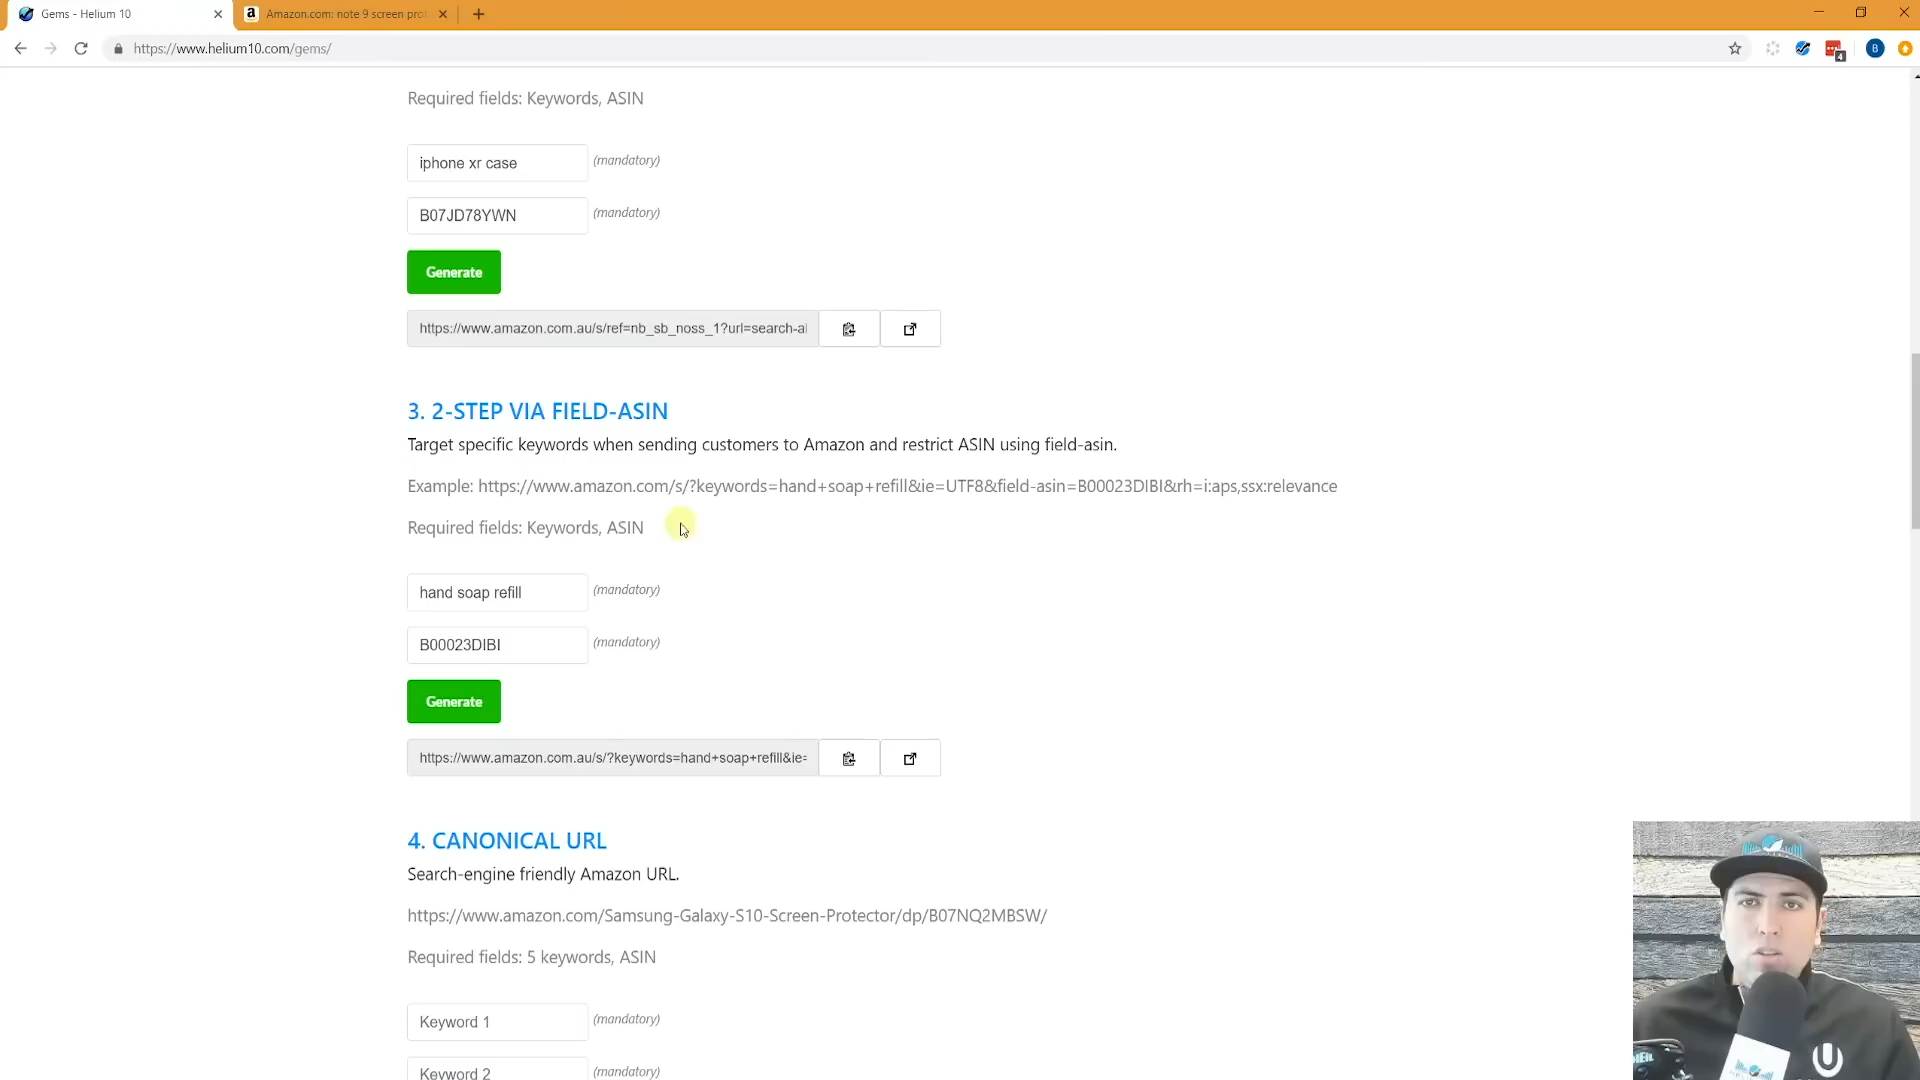 Gems - Helium 10
Amazon.com: note 9 screen pro
https://www.helium10.com/gems/
4
B
Required fields: Keywords, ASIN
iphone xr case
(mandatory)
B07JD78YWN
(mandatory)
Generate
https://www.amazon.com.au/s/ref=nb_sb_noss_1?url=search-al
3. 2-STEP VIA FIELD-ASIN
Target specific keywords when sending customers to Amazon and restrict ASIN using field-asin.
Example: https://www.amazon.com/s/?keywords=hand+soap+refill&ie=UTF8&field-asin=B00023DIBI&rh=i:aps,ssx:relevance
Required fields: Keywords, ASIN
hand soap refill
(mandatory)
B00023DIBI
(mandatory)
Generate
https://www.amazon.com.au/s/?keywords=hand+soap+refill&ie=
4. CANONICAL URL
Search-engine friendly Amazon URL.
https://www.amazon.com/Samsung-Galaxy-S10-Screen-Protector/dp/B07NQ2MBSW/
Required fields: 5 keywords, ASIN
Keyword 1
(mandatory)
Keyword 2
(mandatory)